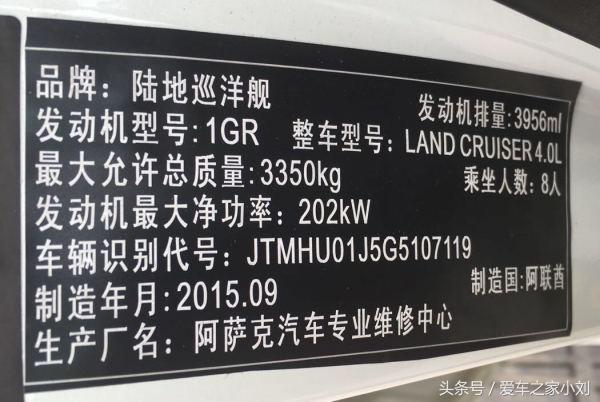 品牌：陆地巡洋舰 发动机排量:3956ml
发动机型号:1GR 整车型号：LAND CRUISER 4.0L
最大允许总质量:3350kg 乘坐人数：8人
发动机最大净功率：202kW
车辆识别代号：JTMHU01J5G5107119
制造年月:2015.09 制造国:阿联酋
生产厂名：阿萨克汽车专业维修中心
头条号 / 爱车之家小刘